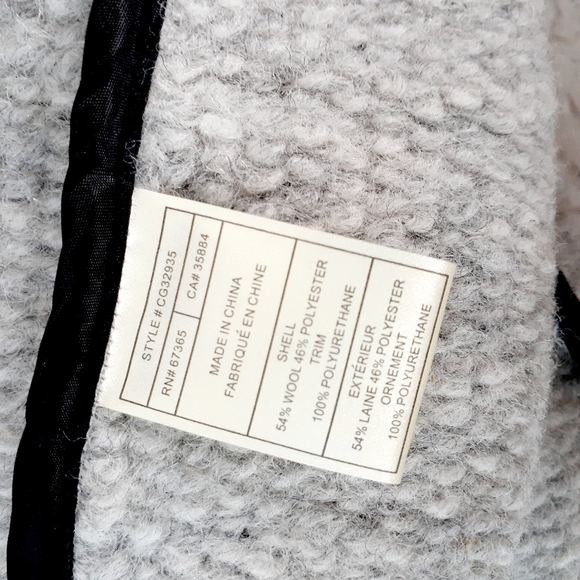 STYLE # CG32935
RN# 67365 CA# 35884
MADE IN CHINA
FABRIQUÉ EN CHINE
SHELL
54% WOOL 46% POLYESTER
TRIM
100% POLYURETHANE
EXTÉRIEUR
54% LAINE 46% POLYESTER
ORNEMENT
100% POLYURETHANE